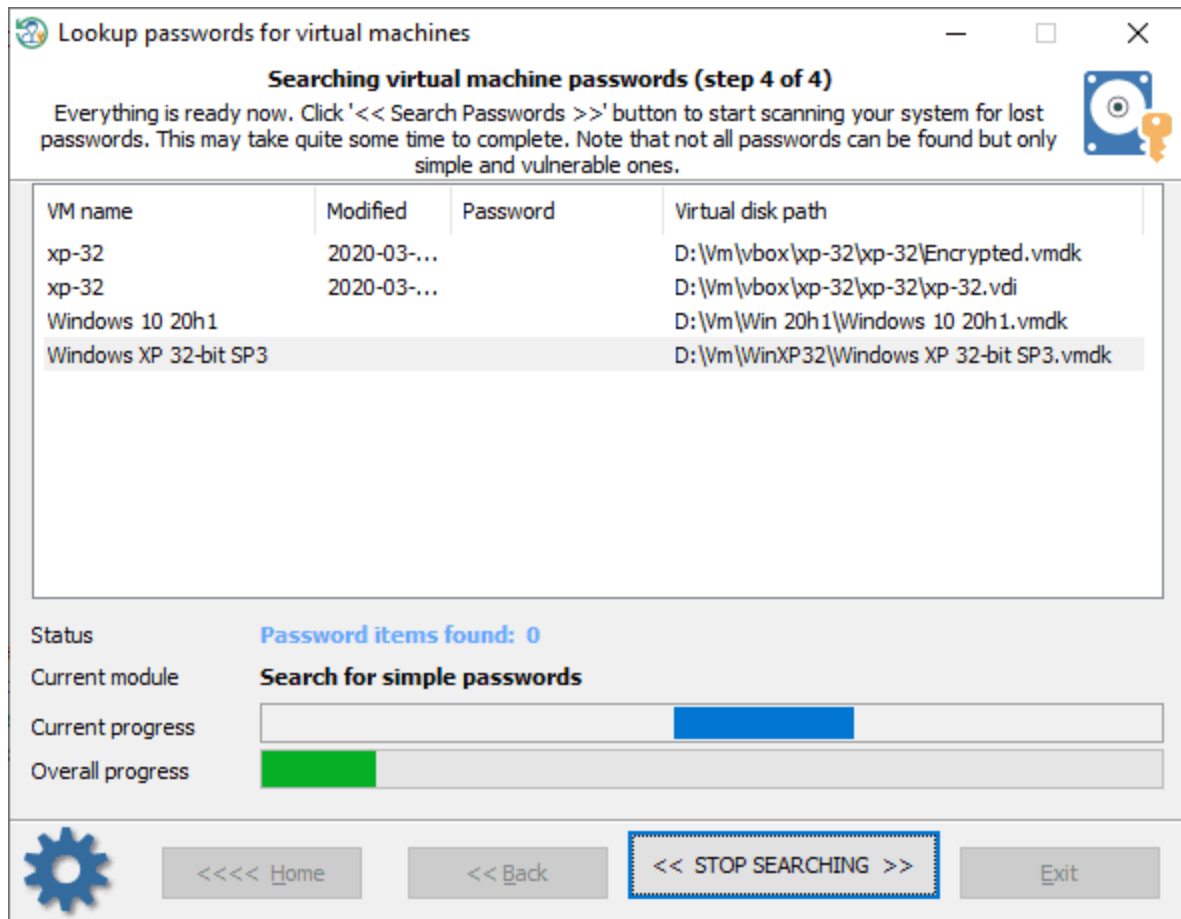 Lookup passwords for virtual machines
Searching virtual machine passwords (step 4 of 4)
Everything is ready now. Click '<< Search Passwords >>' button to start scanning your system for lost
passwords. This may take quite some time to complete. Note that not all passwords can be found but only
simple and vulnerable ones.
VM name Modified Password Virtual disk path
xp-32 2020-03-... D:\Vm\vbox\xp-32\xp-32\Encrypted.vmdk
xp-32 2020-03-... D:\Vm\vbox\xp-32\xp-32\xp-32.vdi
Windows 10 20h1 D:\Vm\Win 20h1\Windows 10 20h1.vmdk
Windows XP 32-bit SP3 D:\Vm\WinXP32\Windows XP 32-bit SP3.vmdk
Status Password items found: 0
Current module Search for simple passwords
Current progress
Overall progress
<<<< Home << Back << STOP SEARCHING >> Exit